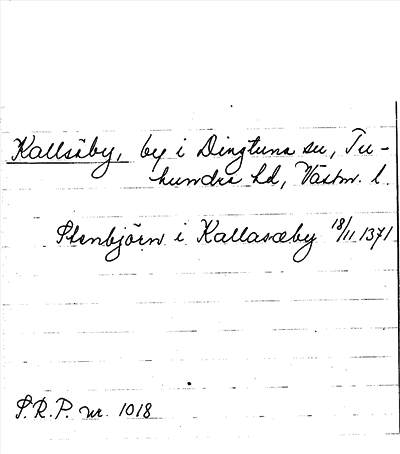 Kallsäby, by i Dingtuna sn, Tu-
hundra hd, Västm. l.
Stenbjörn i Kallasæby 18/11 1371
S.R.P. nr. 1018